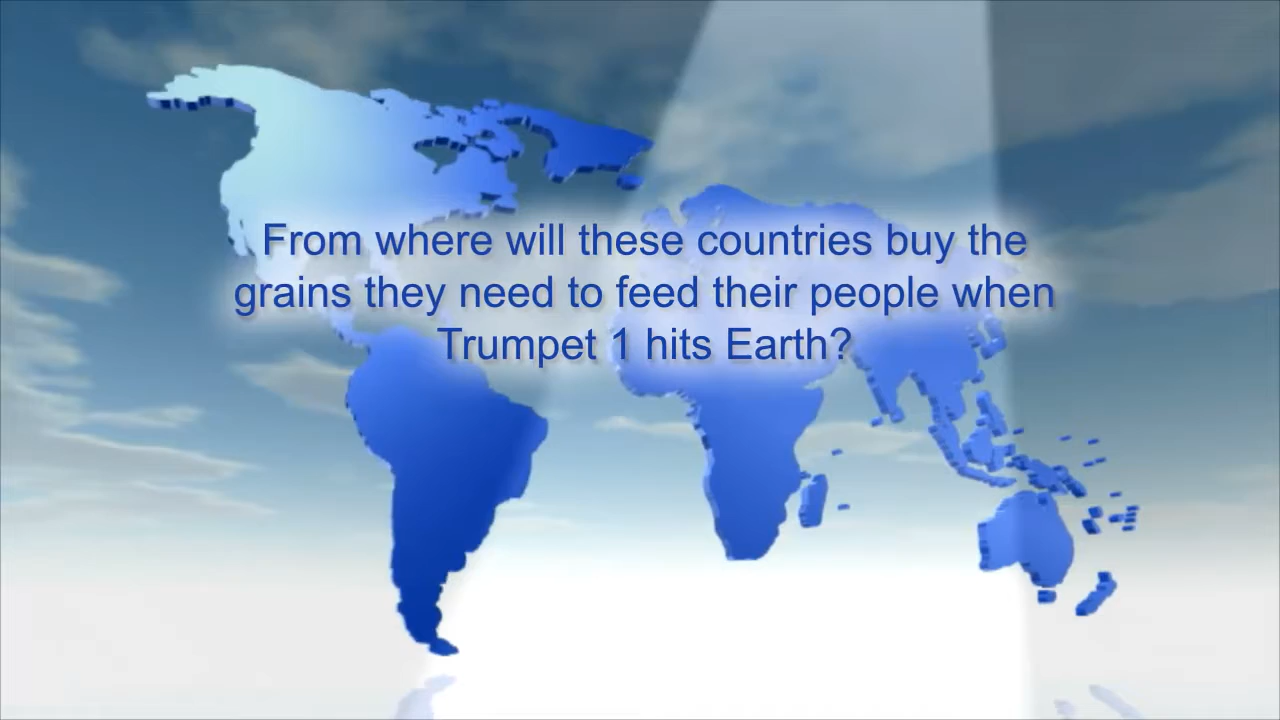 From where will these countries buy the
grains they need to feed their people when
Trumpet 1 hits Earth?